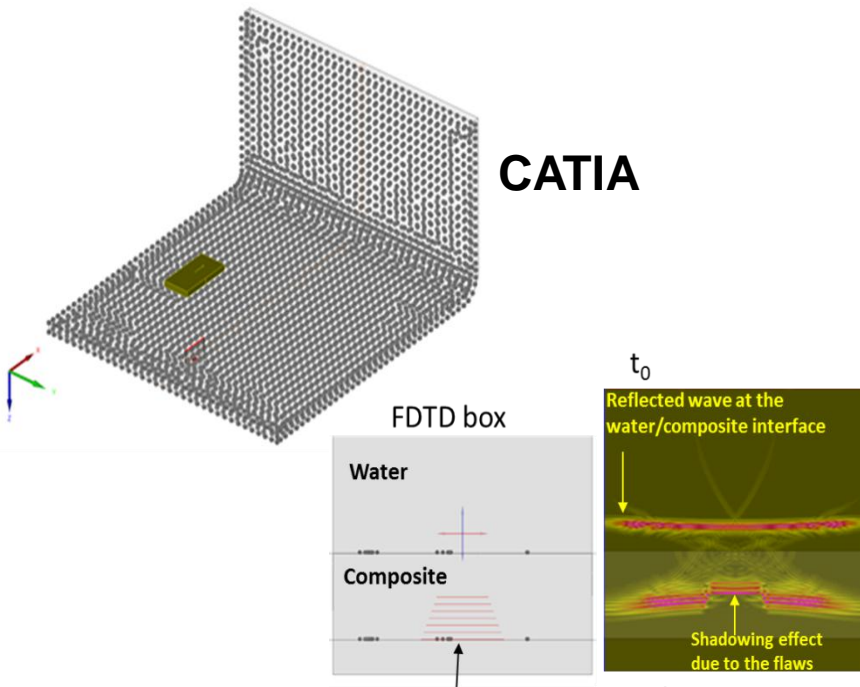 CATIA
t₀
Reflected wave at the
water/composite interface
FDTD box
Water
Composite
Shadowing effect
due to the flaws